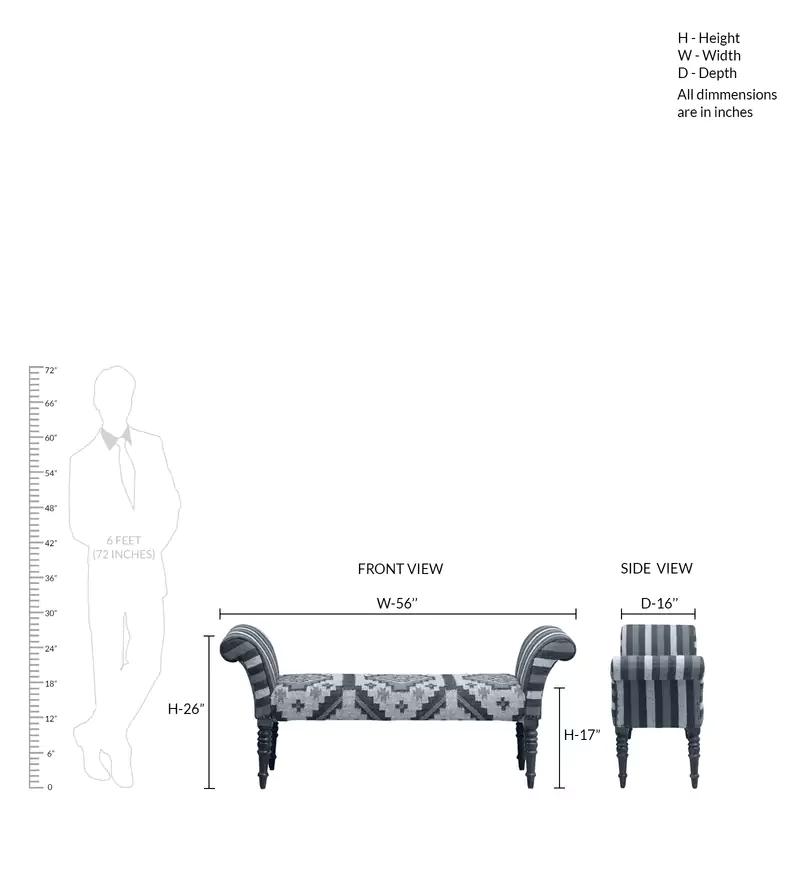 H - Height
W - Width
D - Depth
All dimmensions
are in inches
72"
66"
60"
54"
48"
42"
36"
30"
24"
18"
12"
6"
0
6 FEET
(72 INCHES)
FRONT VIEW
SIDE VIEW
W-56''
D-16''
H-26"
H-17"